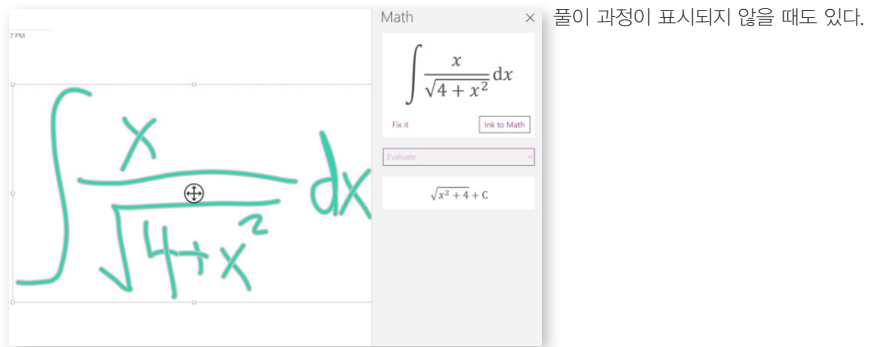 Math ×
풀이 과정이 표시되지 않을 때도 있다.
7 PM
∫ x/√(4 + x²) dx
∫ x/√(4+x²) dx
Fix it
Ink to Math
Evaluate
√(x² + 4) + C